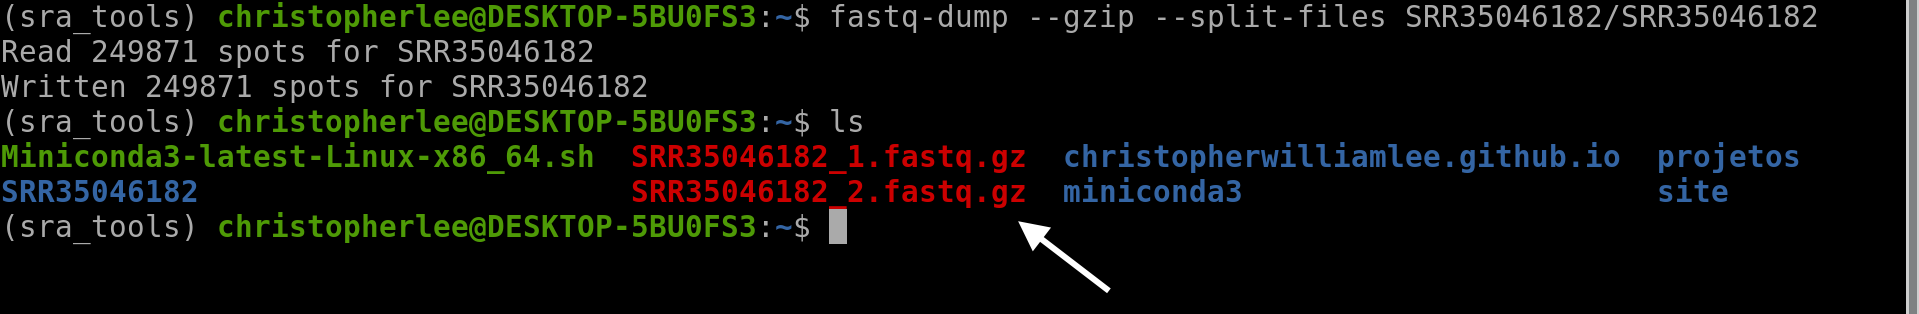 (sra_tools) christopherlee@DESKTOP-5BU0FS3:~$ fastq-dump --gzip --split-files SRR35046182/SRR35046182
Read 249871 spots for SRR35046182
Written 249871 spots for SRR35046182
(sra_tools) christopherlee@DESKTOP-5BU0FS3:~$ ls
Miniconda3-latest-Linux-x86_64.sh  SRR35046182_1.fastq.gz  christopherwilliamlee.github.io  projetos
SRR35046182                        SRR35046182_2.fastq.gz  miniconda3                       site
(sra_tools) christopherlee@DESKTOP-5BU0FS3:~$